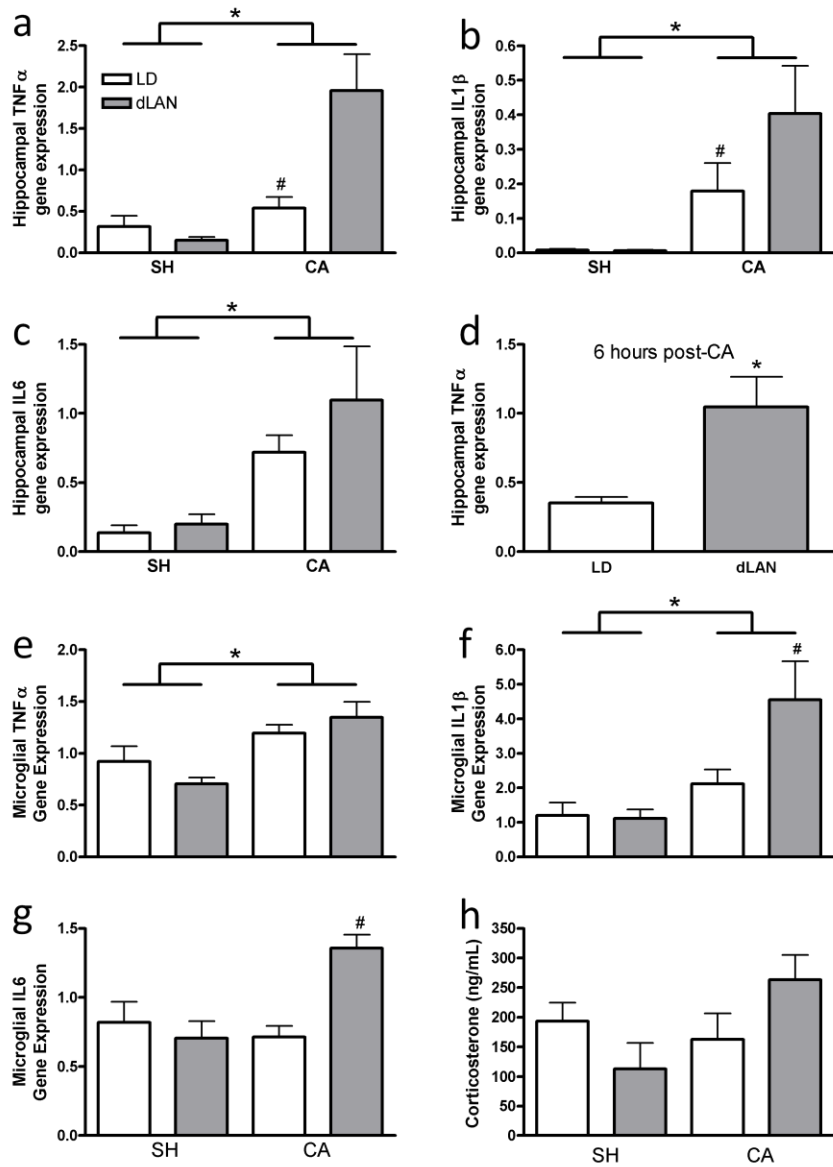 a
*
Hippocampal TNFα
gene expression
2.5
2.0
1.5
1.0
0.5
0.0
LD
dLAN
#
SH CA
b
*
Hippocampal IL1β
gene expression
0.6
0.5
0.4
0.3
0.2
0.1
0.0
#
SH CA
c
*
Hippocampal IL6
gene expression
1.5
1.0
0.5
0.0
SH CA
d
6 hours post-CA
*
Hippocampal TNFα
gene expression
1.5
1.0
0.5
0.0
LD dLAN
e
*
Microglial TNFα
Gene Expression
2.0
1.5
1.0
0.5
0.0
f
*
#
Microglial IL1β
Gene Expression
6.0
5.0
4.0
3.0
2.0
1.0
0.0
g
#
Microglial IL6
Gene Expression
1.5
1.0
0.5
0.0
SH CA
h
Corticosterone (ng/mL)
350
300
250
200
150
100
50
0
SH CA